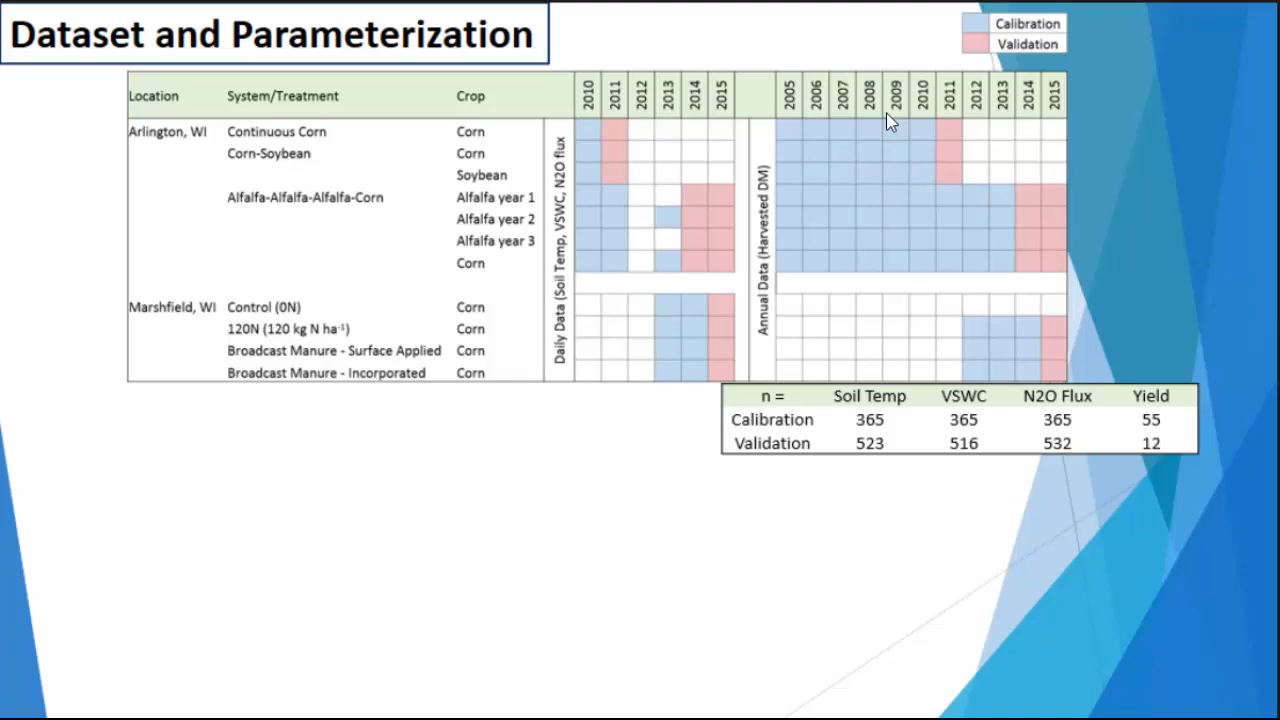 Dataset and Parameterization
Calibration
Validation
Location System/Treatment Crop 2010 2011 2012 2013 2014 2015 2005 2006 2007 2008 2009 2010 2011 2012 2013 2014 2015
Daily Data (Soil Temp, VSWC, N2O flux
Annual Data (Harvested DM)
Arlington, WI Continuous Corn Corn
Corn-Soybean Corn
Soybean
Alfalfa-Alfalfa-Alfalfa-Corn Alfalfa year 1
Alfalfa year 2
Alfalfa year 3
Corn
Marshfield, WI Control (0N) Corn
120N (120 kg N ha⁻¹) Corn
Broadcast Manure - Surface Applied Corn
Broadcast Manure - Incorporated Corn
n = Soil Temp VSWC N2O Flux Yield
Calibration 365 365 365 55
Validation 523 516 532 12